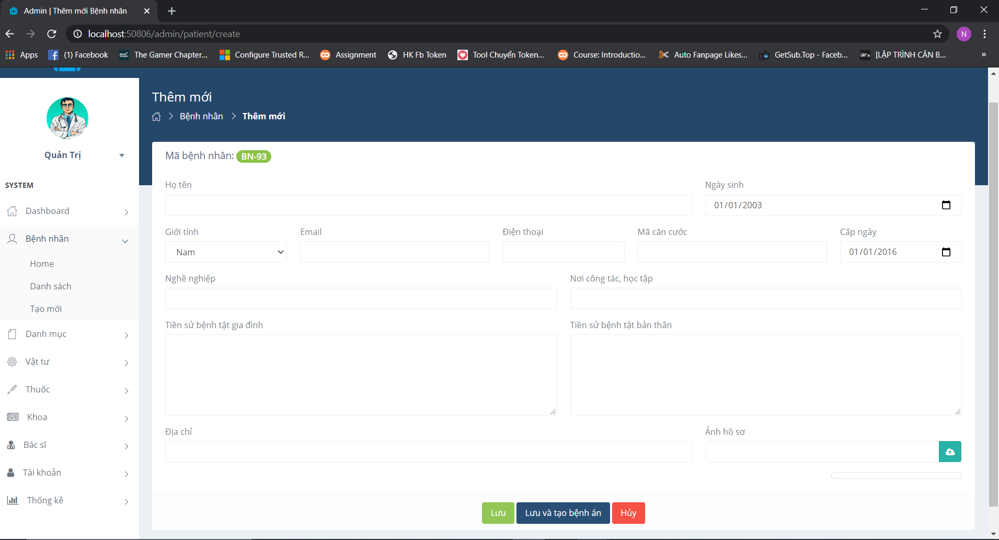 Admin | Thêm mới Bệnh nhân
localhost:50806/admin/patient/create
N
Apps
(1) Facebook
The Gamer Chapter...
Configure Trusted R...
Assignment
HK Fb Token
Tool Chuyển Token...
Course: Introductio...
Auto Fanpage Likes...
GetSub.Top - Faceb...
[LẬP TRÌNH CĂN B...
»
Quản Trị
SYSTEM
Dashboard
Bệnh nhân
Home
Danh sách
Tạo mới
Danh mục
Vật tư
Thuốc
Khoa
Bác sĩ
Tài khoản
Thống kê
Thêm mới
Bệnh nhân
Thêm mới
Mã bệnh nhân: BN-93
Họ tên
Ngày sinh
01/01/2003
Giới tính
Email
Điện thoại
Mã căn cước
Cấp ngày
Nam
01/01/2016
Nghề nghiệp
Nơi công tác, học tập
Tiền sử bệnh tật gia đình
Tiền sử bệnh tật bản thân
Địa chỉ
Ảnh hồ sơ
Lưu
Lưu và tạo bệnh án
Hủy